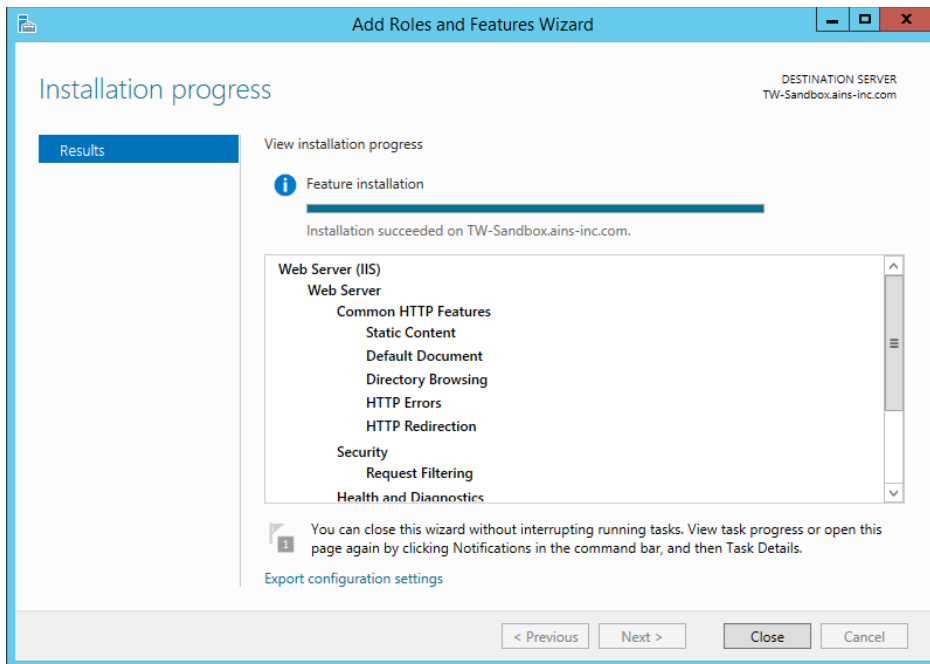 Add Roles and Features Wizard
Installation progress
DESTINATION SERVER
TW-Sandbox.ains-inc.com
Results
View installation progress
Feature installation
Installation succeeded on TW-Sandbox.ains-inc.com.
Web Server (IIS)
Web Server
Common HTTP Features
Static Content
Default Document
Directory Browsing
HTTP Errors
HTTP Redirection
Security
Request Filtering
Health and Diagnostics
1
You can close this wizard without interrupting running tasks. View task progress or open this
page again by clicking Notifications in the command bar, and then Task Details.
Export configuration settings
< Previous
Next >
Close
Cancel